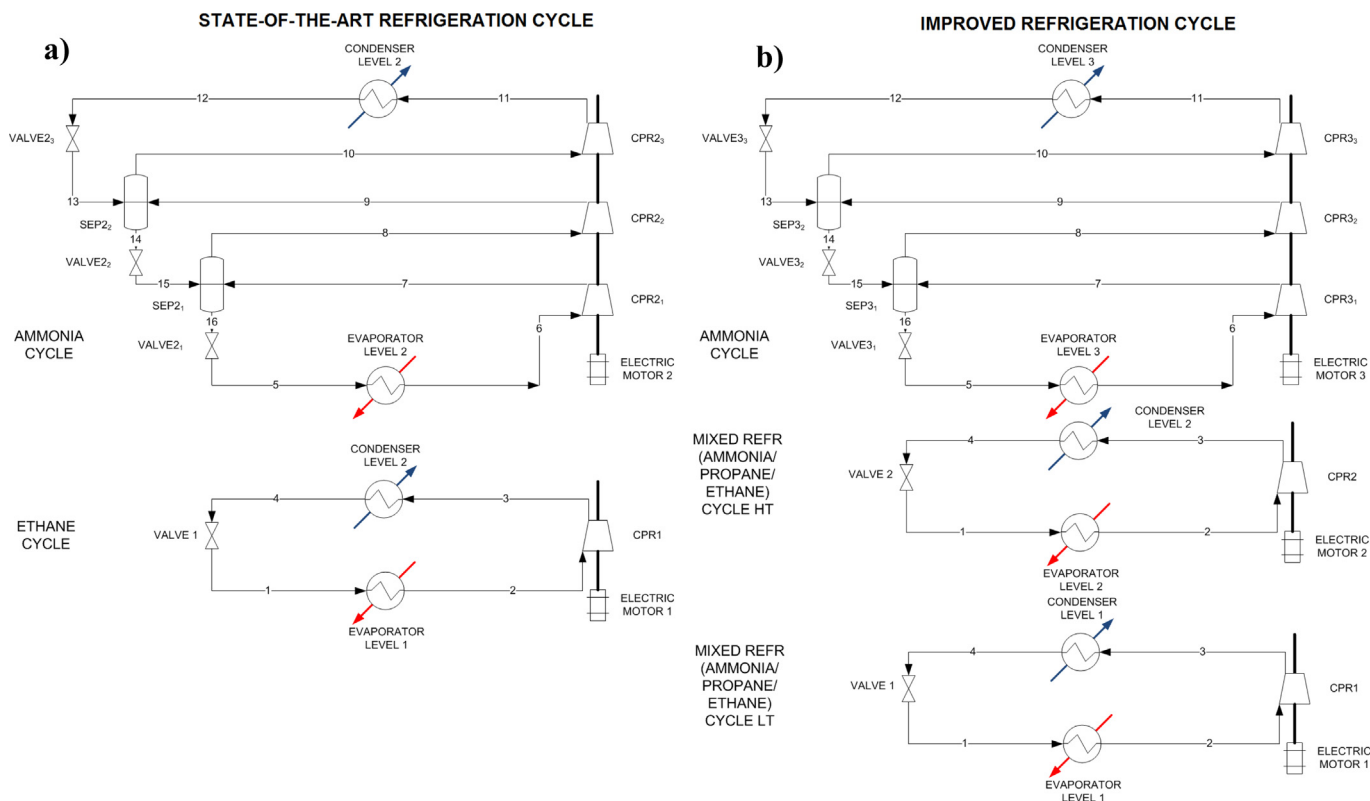 STATE-OF-THE-ART REFRIGERATION CYCLE
a)
CONDENSER
LEVEL 2
12
11
VALVE2₃
CPR2₃
10
13
9
SEP2₂
CPR2₂
14
8
VALVE2₂
15
7
SEP2₁
CPR2₁
16
6
AMMONIA
CYCLE
VALVE2₁
EVAPORATOR
LEVEL 2
5
ELECTRIC
MOTOR 2
CONDENSER
LEVEL 2
4
3
ETHANE
CYCLE
VALVE 1
CPR1
1
2
ELECTRIC
MOTOR 1
EVAPORATOR
LEVEL 1
IMPROVED REFRIGERATION CYCLE
b)
CONDENSER
LEVEL 3
12
11
VALVE3₃
CPR3₃
10
13
9
SEP3₂
CPR3₂
14
8
VALVE3₂
15
7
SEP3₁
CPR3₁
16
6
AMMONIA
CYCLE
VALVE3₁
EVAPORATOR
LEVEL 3
5
ELECTRIC
MOTOR 3
CONDENSER
LEVEL 2
MIXED REFR
(AMMONIA/
PROPANE/
ETHANE)
CYCLE HT
4
3
VALVE 2
CPR2
1
2
ELECTRIC
MOTOR 2
EVAPORATOR
LEVEL 2
CONDENSER
LEVEL 1
MIXED REFR
(AMMONIA/
PROPANE/
ETHANE)
CYCLE LT
4
3
VALVE 1
CPR1
1
2
ELECTRIC
MOTOR 1
EVAPORATOR
LEVEL 1